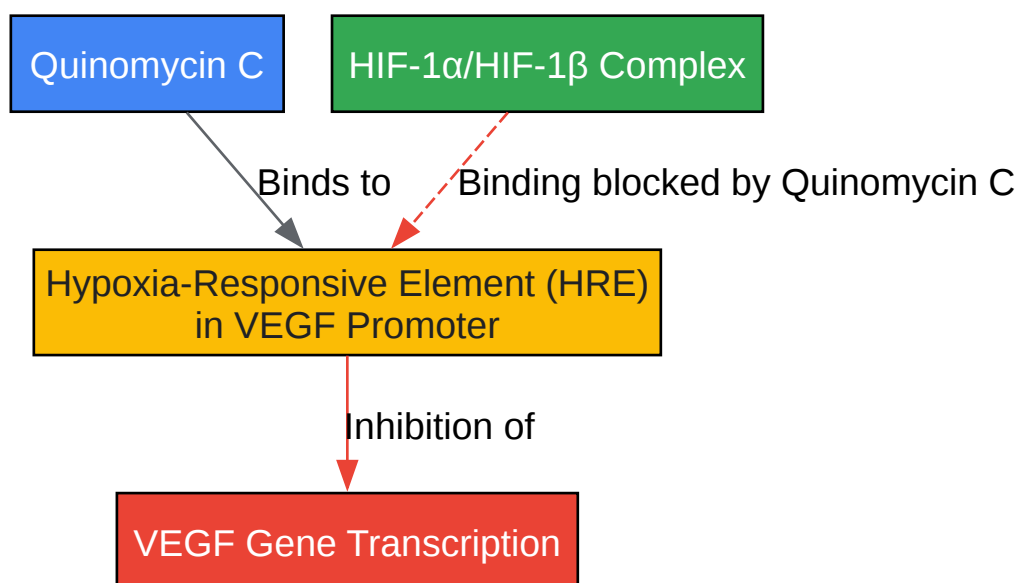 Quinomycin C
HIF-1α/HIF-1β Complex
Binds to
Binding blocked by Quinomycin C
Hypoxia-Responsive Element (HRE)
in VEGF Promoter
Inhibition of
VEGF Gene Transcription